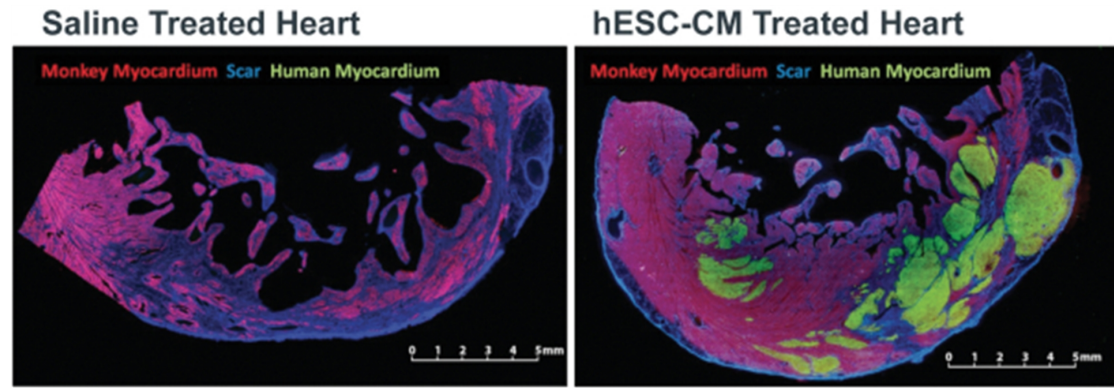 Saline Treated Heart
Monkey Myocardium Scar Human Myocardium
0 1 2 3 4 5mm
hESC-CM Treated Heart
Monkey Myocardium Scar Human Myocardium
0 1 2 3 4 5mm